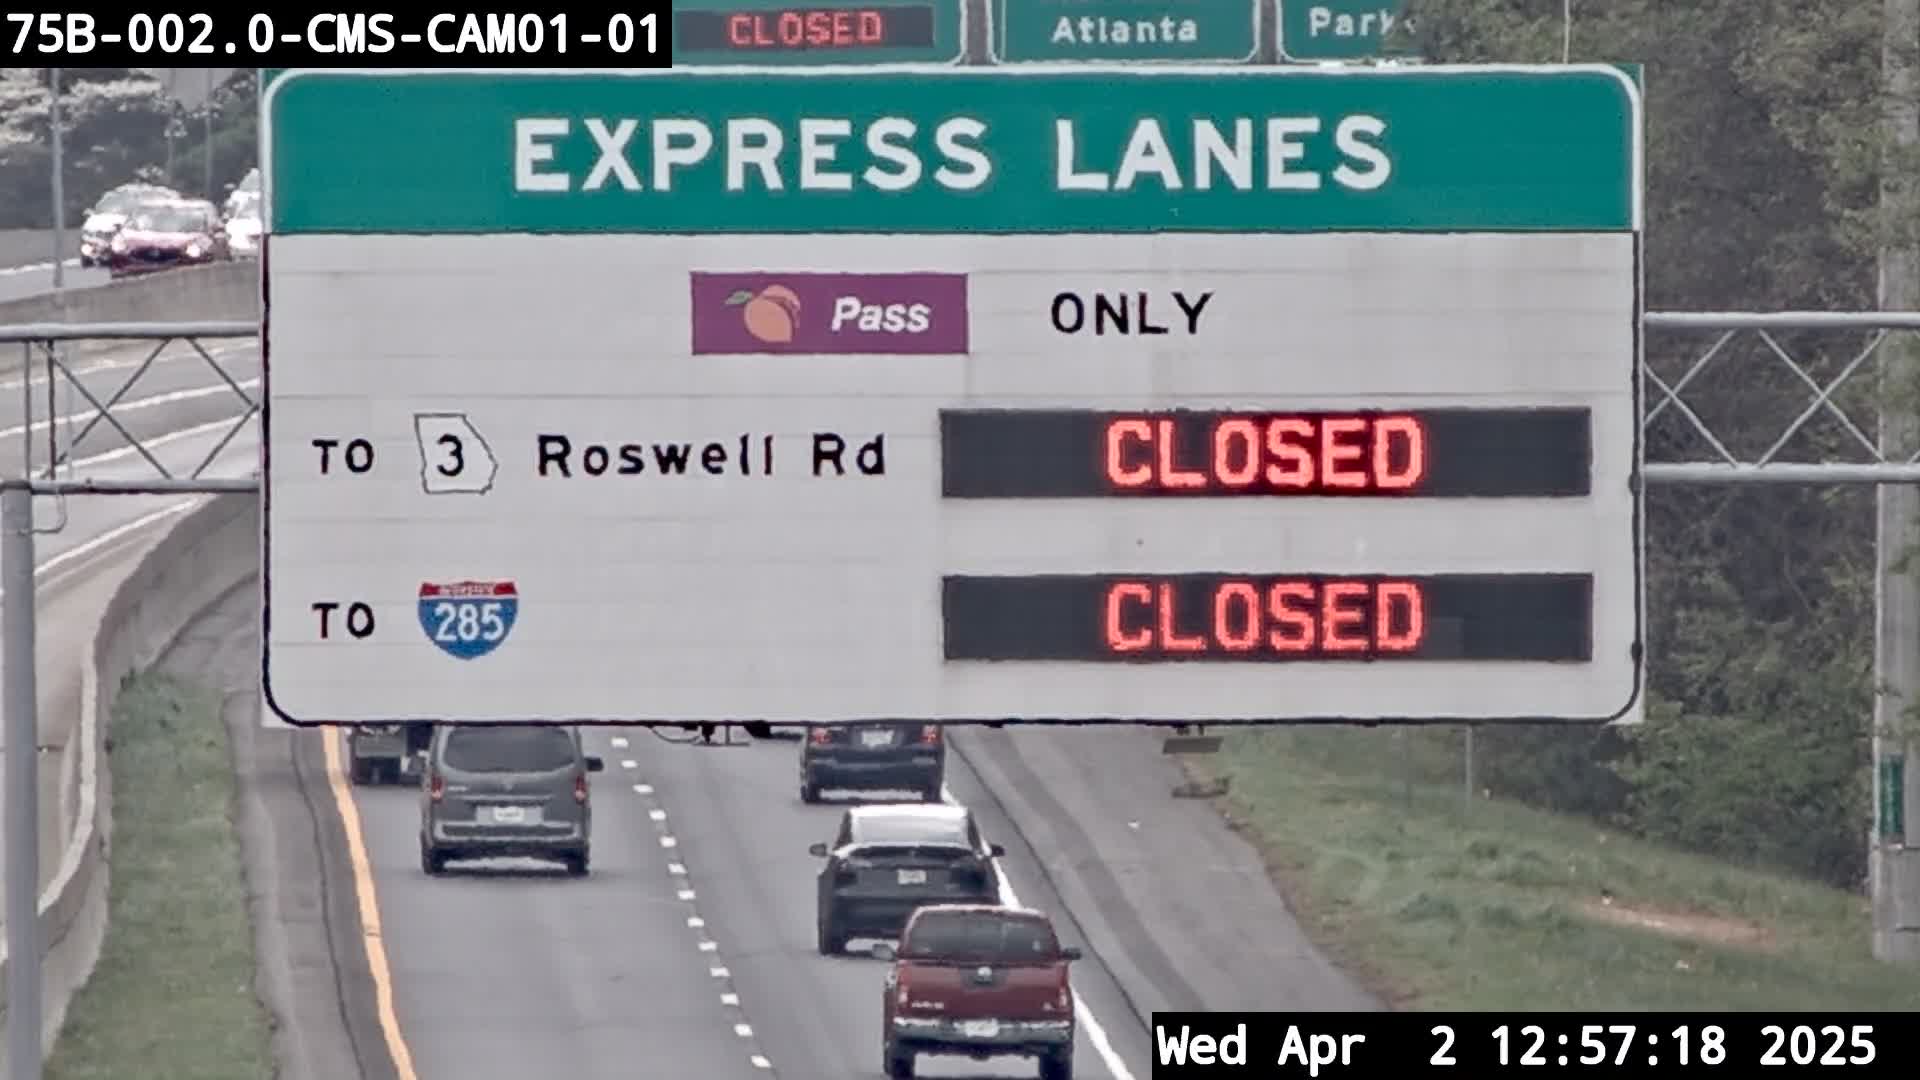 75B-002.0-CMS-CAM01-01
CLOSED
Atlanta
Park
EXPRESS LANES
Pass ONLY
TO 3 Roswell Rd CLOSED
TO INTERSTATE 285 CLOSED
Wed Apr 2 12:57:18 2025